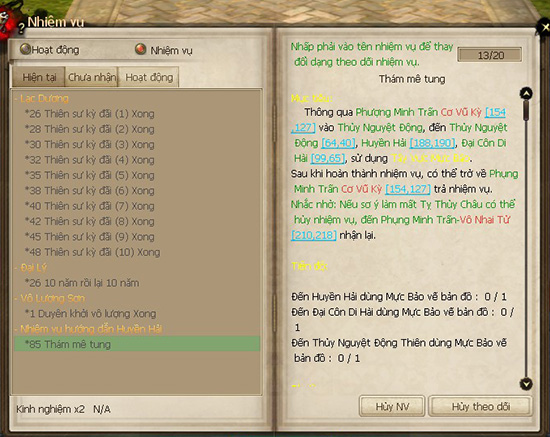 Nhiệm vụ
Hoạt động
Nhiệm vụ
Hiện tại
Chưa nhận
Hoạt động
- Lạc Dương
*26 Thiên sư kỳ đãi (1) Xong
*28 Thiên sư kỳ đãi (2) Xong
*30 Thiên sư kỳ đãi (3) Xong
*32 Thiên sư kỳ đãi (4) Xong
*35 Thiên sư kỳ đãi (5) Xong
*38 Thiên sư kỳ đãi (6) Xong
*40 Thiên sư kỳ đãi (7) Xong
*42 Thiên sư kỳ đãi (8) Xong
*45 Thiên sư kỳ đãi (9) Xong
*48 Thiên sư kỳ đãi (10) Xong
- Đại Lý
*26 10 năm rồi lại 10 năm
- Võ Lượng Sơn
*1 Duyện khởi vô lượng Xong
- Nhiệm vụ hướng dẫn Huyền Hải
*85 Thám mê tung
Kinh nghiệm x2 N/A
Nhấp phải vào tên nhiệm vụ để thay
đổi dạng theo dõi nhiệm vụ.
13/20
Thám mê tung
Mục tiêu:
Thông qua Phượng Minh Trấn Cơ Vũ Kỳ [154
,127] vào Thủy Nguyệt Động, đến Thủy Nguyệt
Động [64,40], Huyền Hải [188,190], Đại Côn Di
Hải [99,65], sử dụng
Sau khi hoàn thành nhiệm vụ, có thể trở về Phụng
Minh Trấn Cơ Vũ Kỳ [154,127] trả nhiệm vụ.
Nhắc nhở: Nếu sơ ý làm mất Tỵ Thủy Châu có thể
hủy nhiệm vụ, đến Phụng Minh Trấn-Vô Nhai Tử
[210,218] nhận lại.
Tiến độ:
Đến Huyền Hải dùng Mực Bảo vẽ bản đồ : 0 / 1
Đến Đại Côn Di Hải dùng Mực Bảo vẽ bản đồ : 0 /
1
Đến Thủy Nguyệt Động Thiên dùng Mực Bảo vẽ
bản đồ : 0 / 1
Hủy NV
Hủy theo dõi